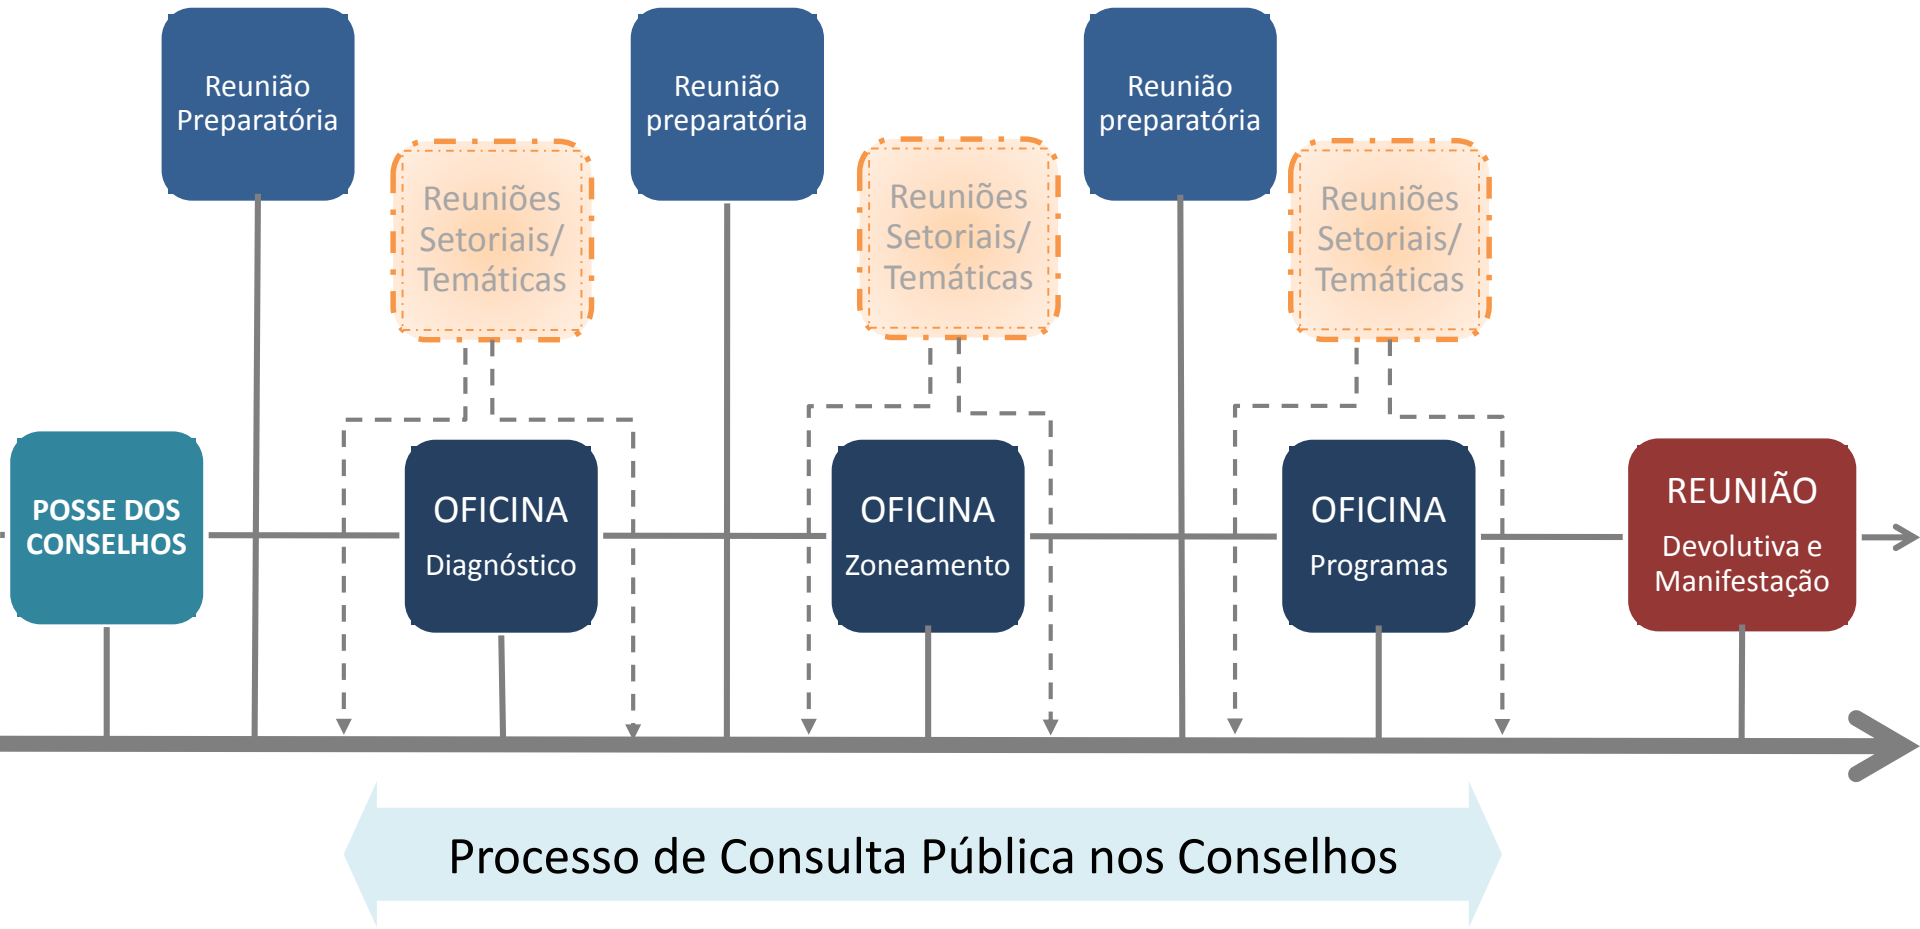 Reunião
Preparatória
Reunião
preparatória
Reunião
preparatória
Reuniões
Setoriais/
Temáticas
Reuniões
Setoriais/
Temáticas
Reuniões
Setoriais/
Temáticas
POSSE DOS
CONSELHOS
OFICINA
Diagnóstico
OFICINA
Zoneamento
OFICINA
Programas
REUNIÃO
Devolutiva e
Manifestação
Processo de Consulta Pública nos Conselhos